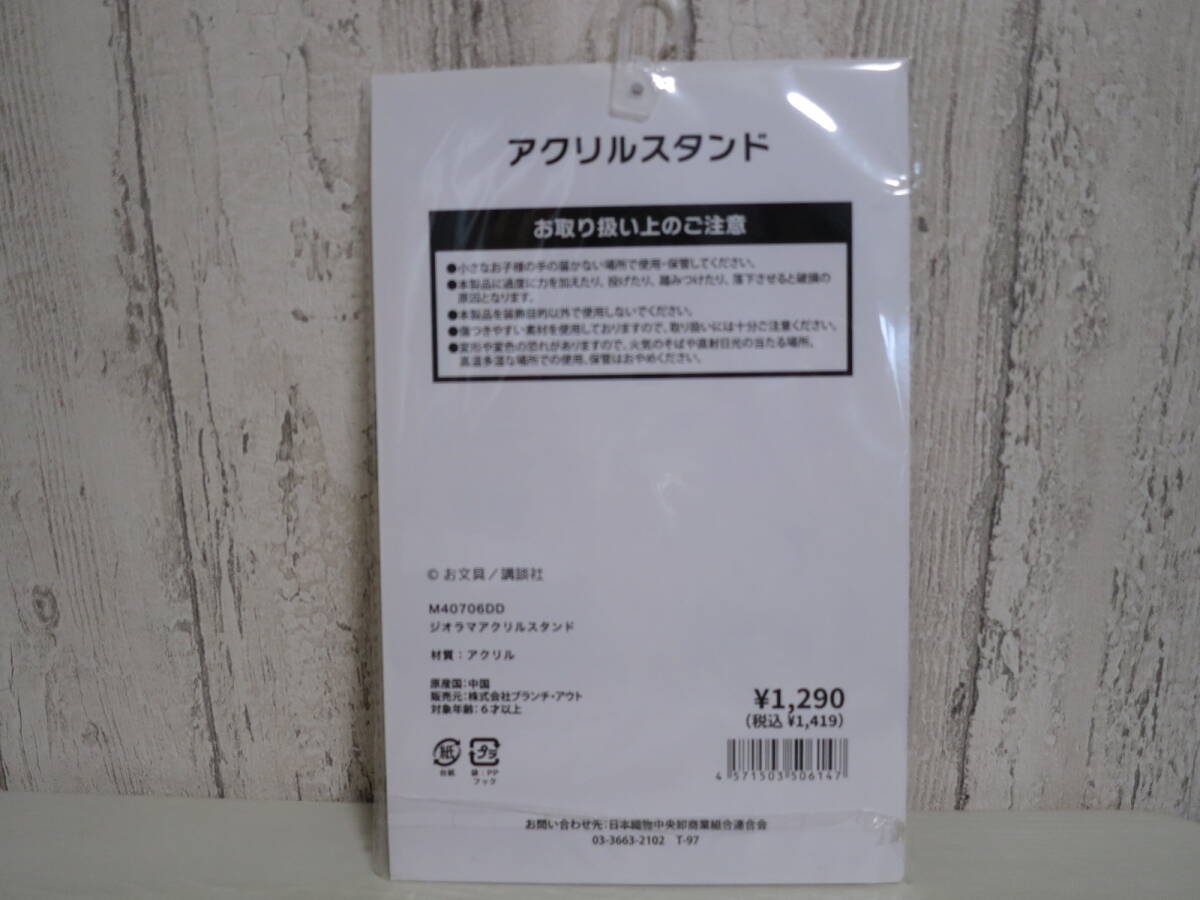 アクリルスタンド
お取り扱い上のご注意
●小さなお子様の手の届かない場所で使用・保管してください。
●本製品に過度に力を加えたり、投げたり、踏みつけたり、落下させると破損の
原因となります。
●本製品を装飾目的以外で使用しないでください。
●傷つきやすい素材を使用しておりますので、取り扱いには十分ご注意ください。
●変形や変色の恐れがありますので、火気のそばや直射日光の当たる場所、
高温多湿な場所での使用、保管はおやめください。
© お文具／講談社
M40706DD
ジオラマアクリルスタンド
材質：アクリル
原産国：中国
販売元：株式会社ブランチ・アウト
対象年齢：6才以上
¥1,290
（税込 ¥1,419）
紙 プラ
台紙 袋：PP
フック
4 571503 506147
お問い合わせ先：日本織物中央卸商業組合連合会
03-3663-2102 T-97